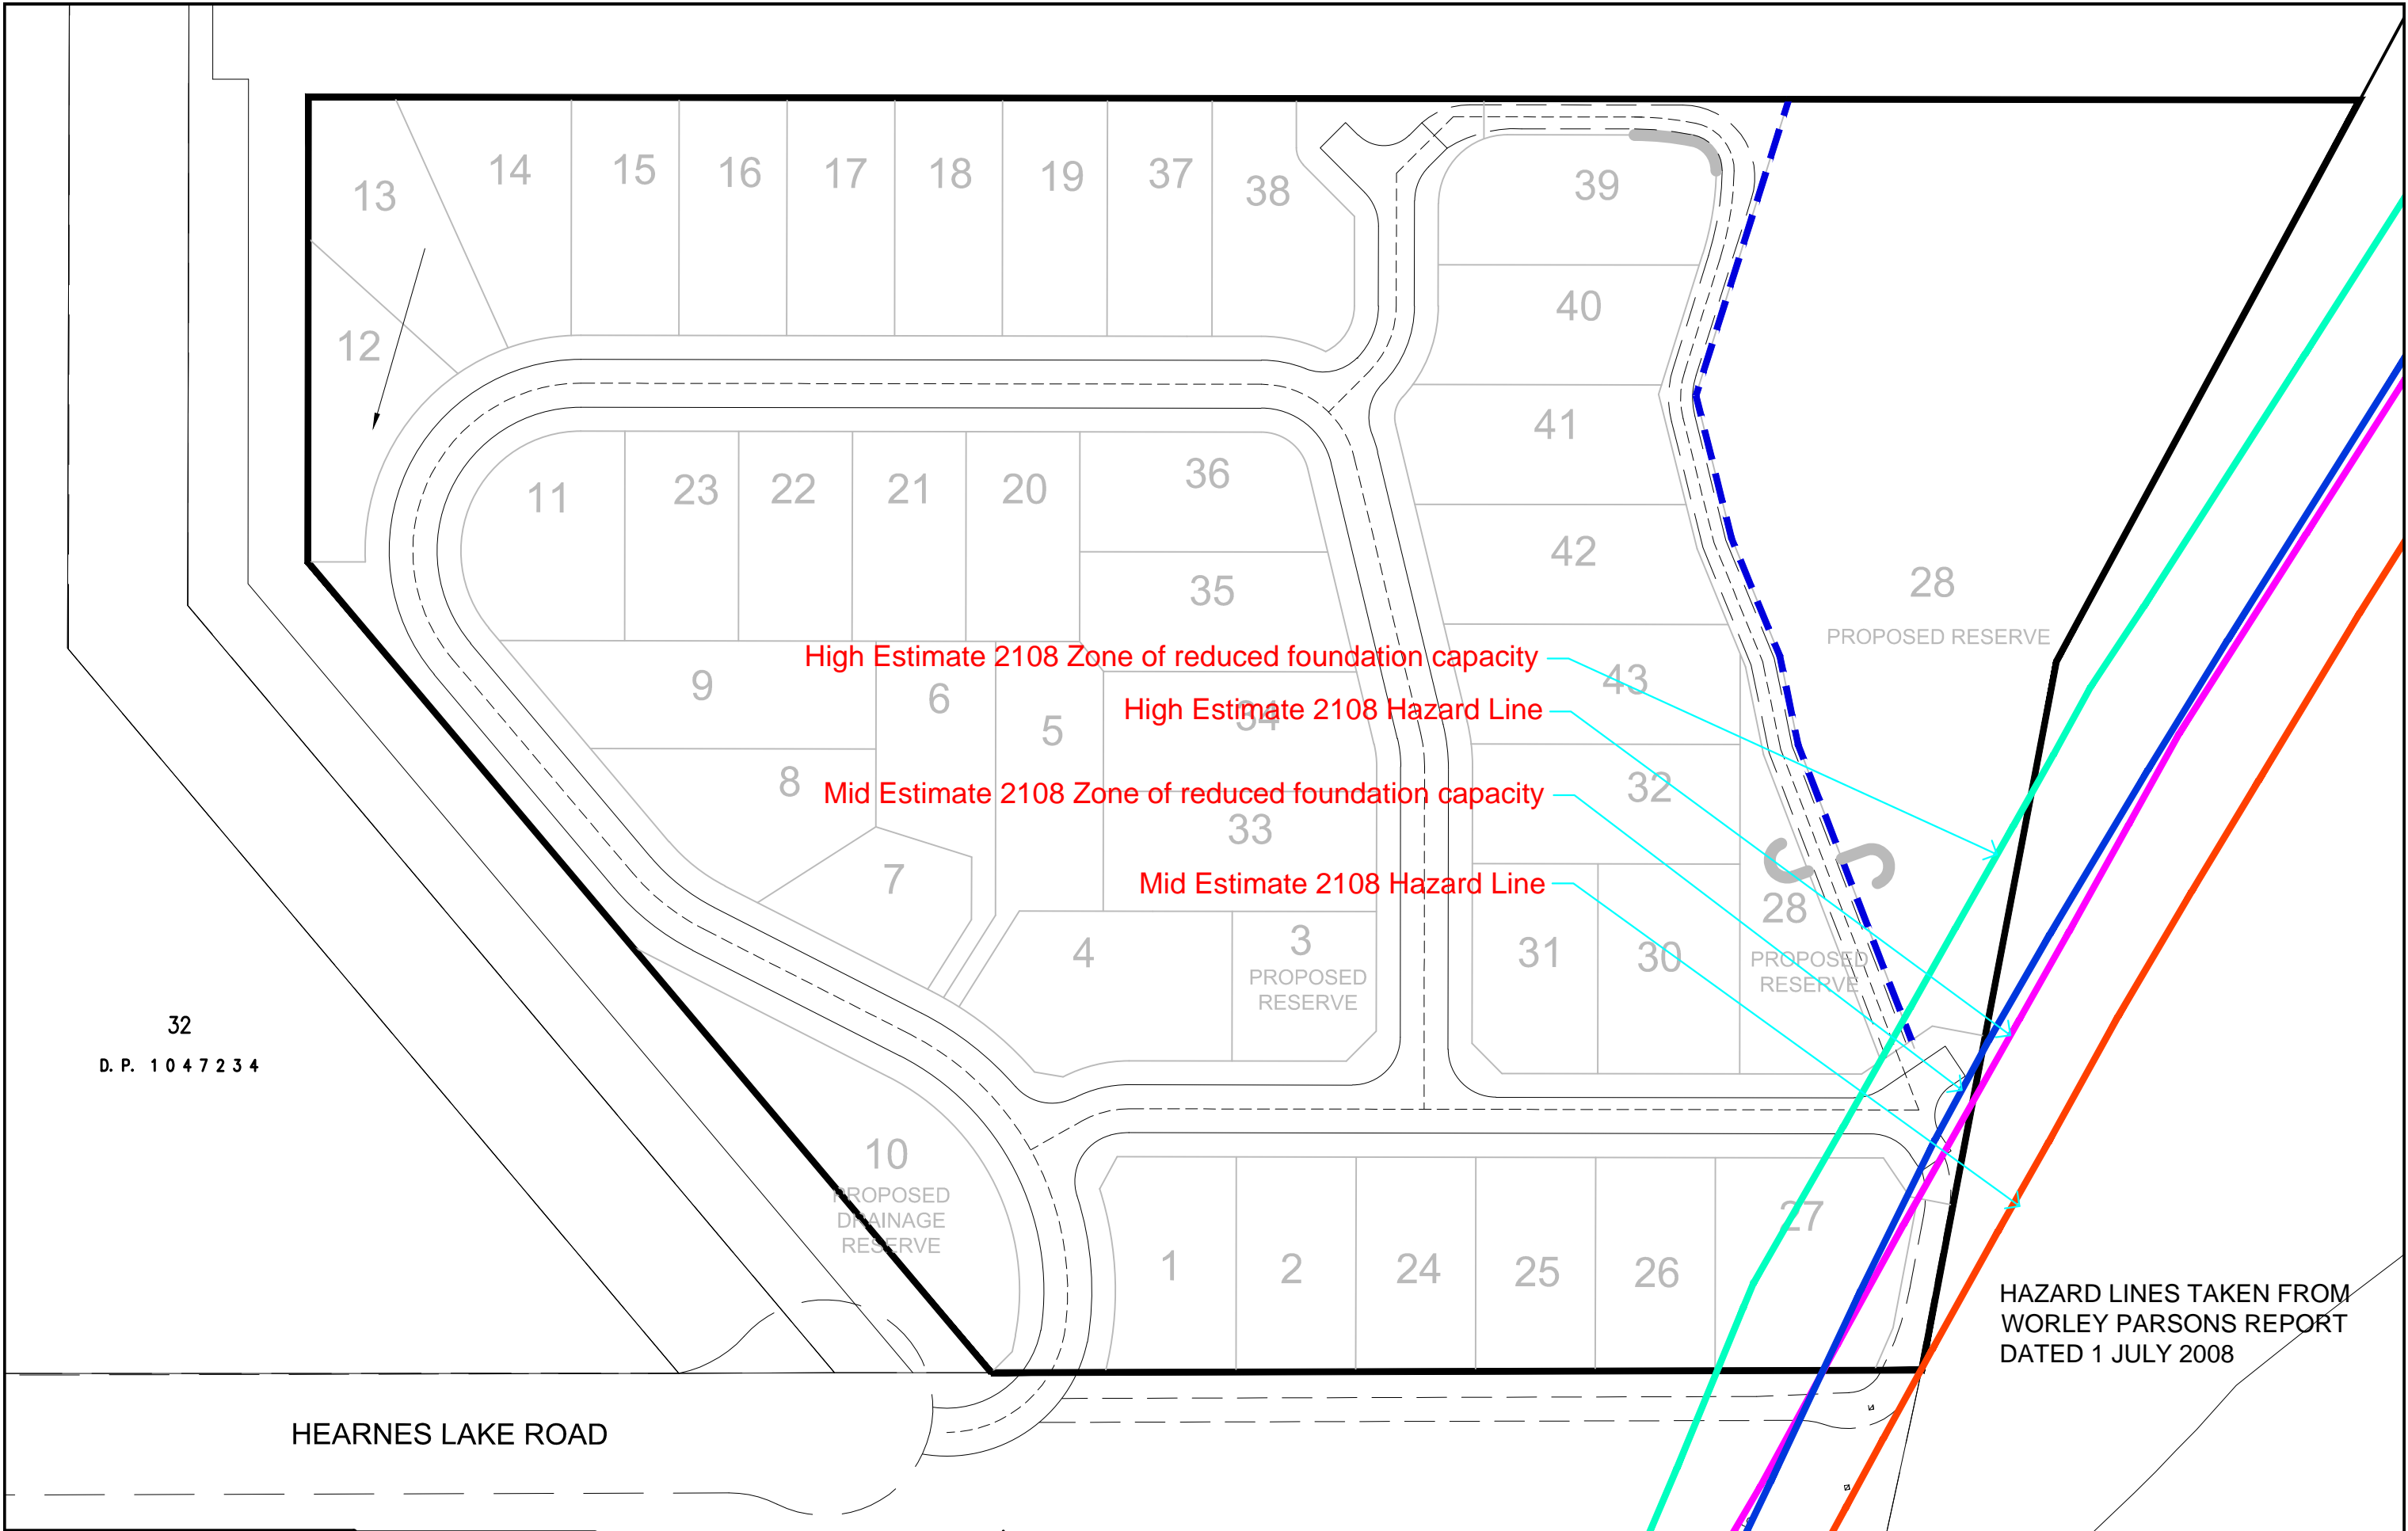 13
14
15
16
17
18
19
37
38
39
12
40
41
11
23
22
21
20
36
42
35
28
PROPOSED RESERVE
High Estimate 2108 Zone of reduced foundation capacity
43
9
6
5
34
High Estimate 2108 Hazard Line
8
Mid Estimate 2108 Zone of reduced foundation capacity
32
33
7
Mid Estimate 2108 Hazard Line
28
PROPOSED
RESERVE
4
3
PROPOSED
RESERVE
31
30
32
D.P. 1047234
10
PROPOSED
DRAINAGE
RESERVE
1
2
24
25
26
27
HAZARD LINES TAKEN FROM
WORLEY PARSONS REPORT
DATED 1 JULY 2008
HEARNES LAKE ROAD